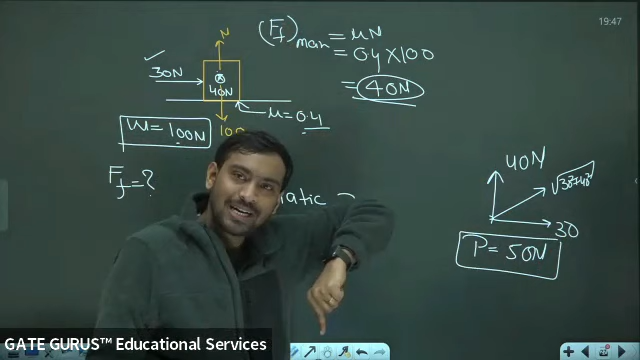 19:47
(Ff)max = μN
= 0.4 × 100
= 40N
N
✓
30N
40N
μ = 0.4
W = 100N
100
Ff = ?
atic
40N
√30²+40²
30
P = 50N
GATE GURUS™ Educational Services